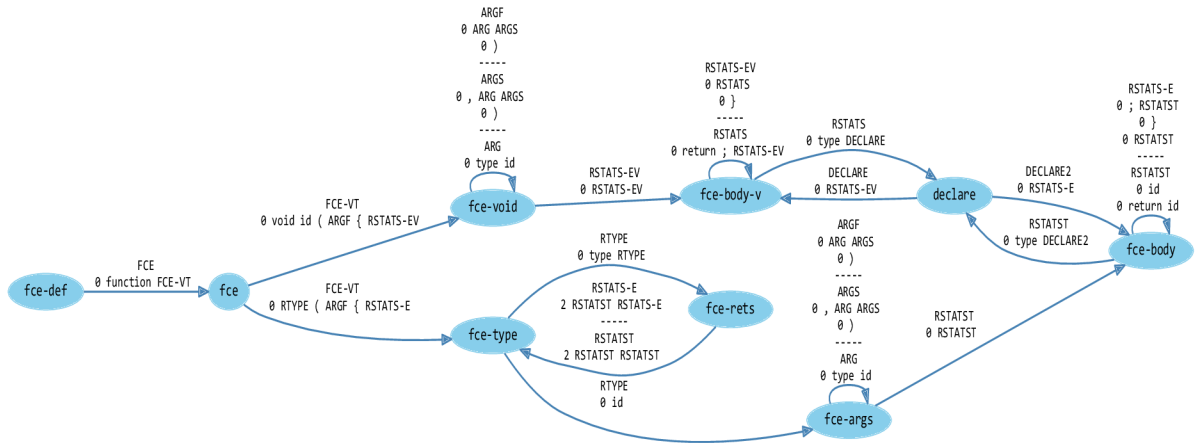 ARGF
0 ARG ARGS
0 )
-----
ARGS
0 , ARG ARGS
0 )
-----
ARG
0 type id
RSTATS-EV
0 RSTATS
0 }
-----
RSTATS
0 return ; RSTATS-EV
RSTATS-E
0 ; RSTATST
0 }
0 RSTATST
-----
RSTATST
0 id
0 return id
RSTATS
0 type DECLARE
RSTATS-EV
0 RSTATS-EV
DECLARE
0 RSTATS-EV
DECLARE2
0 RSTATS-E
fce-void
fce-body-v
declare
FCE-VT
0 void id ( ARGF { RSTATS-EV
RSTATST
0 type DECLARE2
fce-body
FCE
0 function FCE-VT
fce-def
fce
FCE-VT
0 RTYPE ( ARGF { RSTATS-E
RTYPE
0 type RTYPE
RSTATS-E
2 RSTATST RSTATS-E
-----
RSTATST
2 RSTATST RSTATST
fce-rets
fce-type
RTYPE
0 id
ARGF
0 ARG ARGS
0 )
-----
ARGS
0 , ARG ARGS
0 )
-----
ARG
0 type id
fce-args
RSTATST
0 RSTATST